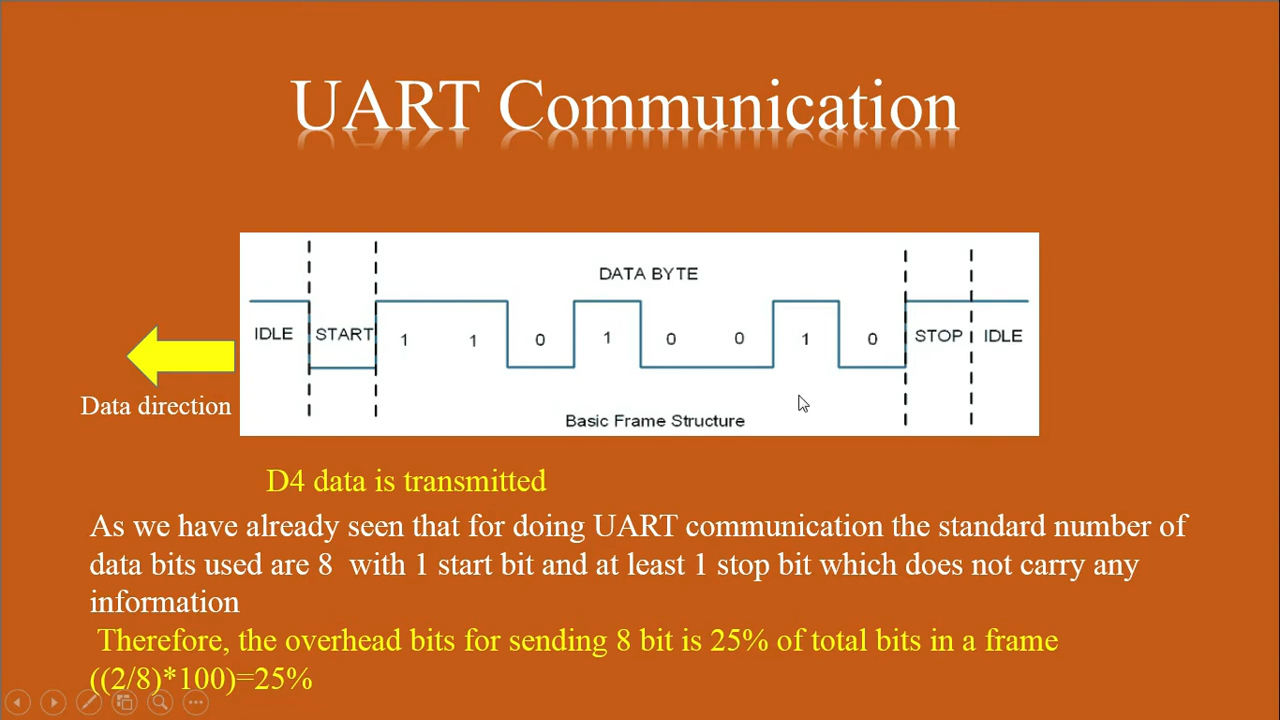 UART Communication
DATA BYTE
IDLE START 1 1 0 1 0 0 1 0 STOP IDLE
Data direction
Basic Frame Structure
D4 data is transmitted
As we have already seen that for doing UART communication the standard number of
data bits used are 8 with 1 start bit and at least 1 stop bit which does not carry any
information
Therefore, the overhead bits for sending 8 bit is 25% of total bits in a frame
((2/8)*100)=25%